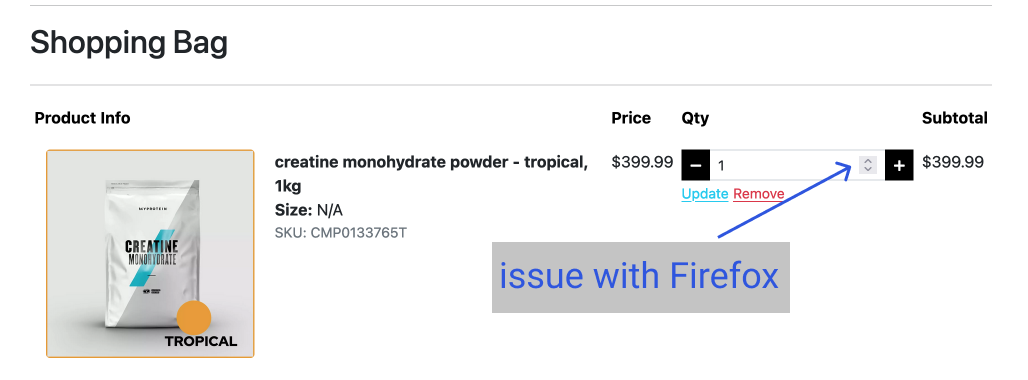 Shopping Bag
Product Info Price Qty Subtotal
creatine monohydrate powder - tropical, $399.99 − 1 + $399.99
1kg
Update Remove
Size: N/A
SKU: CMP0133765T
MYPROTEIN
CREATINE
MONOHYDRATE
TROPICAL
issue with Firefox